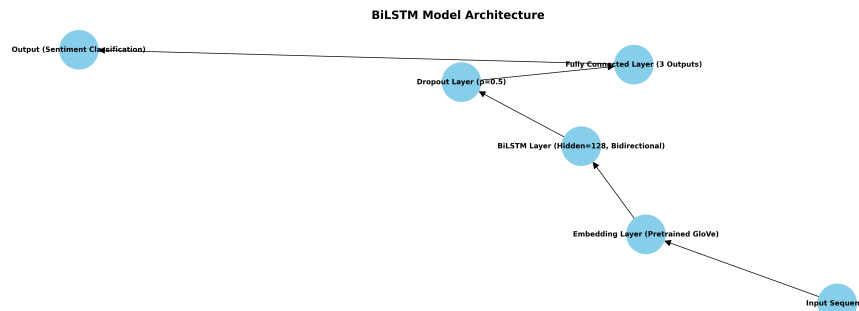 BiLSTM Model Architecture
Output (Sentiment Classification)
Fully Connected Layer (3 Outputs)
Dropout Layer (p=0.5)
BiLSTM Layer (Hidden=128, Bidirectional)
Embedding Layer (Pretrained GloVe)
Input